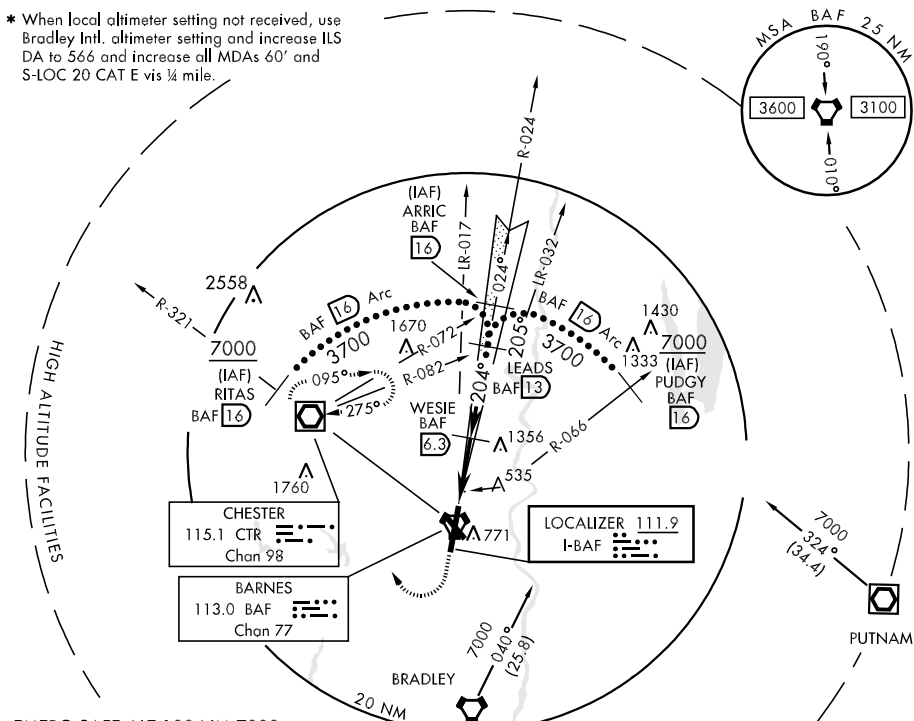 * When local altimeter setting not received, use
Bradley Intl. altimeter setting and increase ILS
DA to 566 and increase all MDAs 60' and
S-LOC 20 CAT E vis ¼ mile.
MSA BAF 25 NM
190°
3600
3100
010°
R-024
(IAF)
ARRIC
BAF
16
LR-017
024°
LR-032
2558
R-321
BAF 16 Arc
3700
1670
R-072
R-082
205°
BAF 16 Arc
3700
1430
1333
7000
(IAF)
RITAS
BAF 16
095°
275°
204°
LEADS
BAF 13
7000
(IAF)
PUDGY
BAF
16
HIGH ALTITUDE FACILITIES
WESIE
BAF
6.3
1356
R-066
535
1760
CHESTER
115.1 CTR
Chan 98
771
LOCALIZER 111.9
I-BAF
BARNES
113.0 BAF
Chan 77
7000
324°
(34.4)
PUTNAM
7000
040°
(25.8)
BRADLEY
20 NM